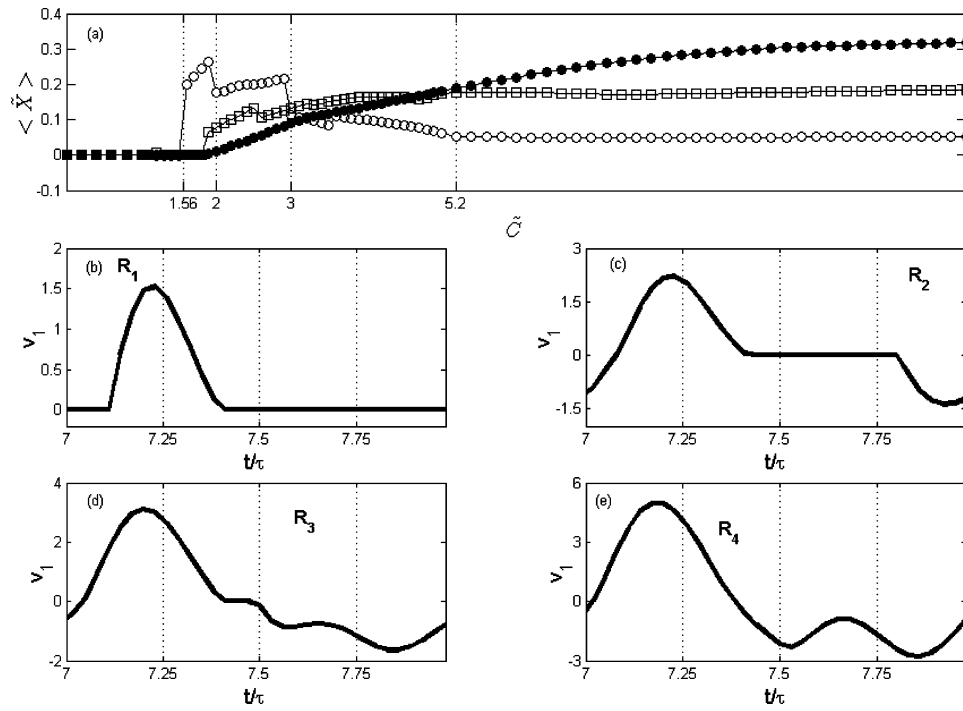 (a)
< X̃ >
0.4
0.3
0.2
0.1
0
-0.1
1.56 2 3 5.2
C̃
(b) R1
v1
2
1.5
1
0.5
0
7 7.25 7.5 7.75
t/τ
(c) R2
v1
3
1.5
0
-1.5
7 7.25 7.5 7.75
t/τ
(d) R3
v1
4
2
0
-2
7 7.25 7.5 7.75
t/τ
(e) R4
v1
6
3
0
-3
7 7.25 7.5 7.75
t/τ